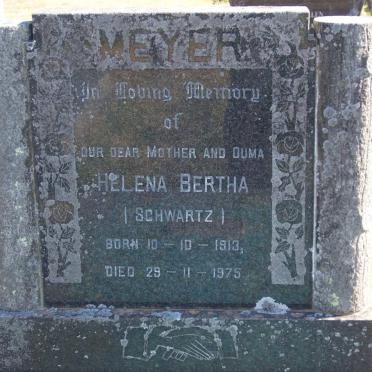 MEYER
In Loving Memory
of
OUR DEAR MOTHER AND OUMA
HELENA BERTHA
( SCHWARTZ )
BORN 10 - 10 - 1913,
DIED 29 - 11 - 1975